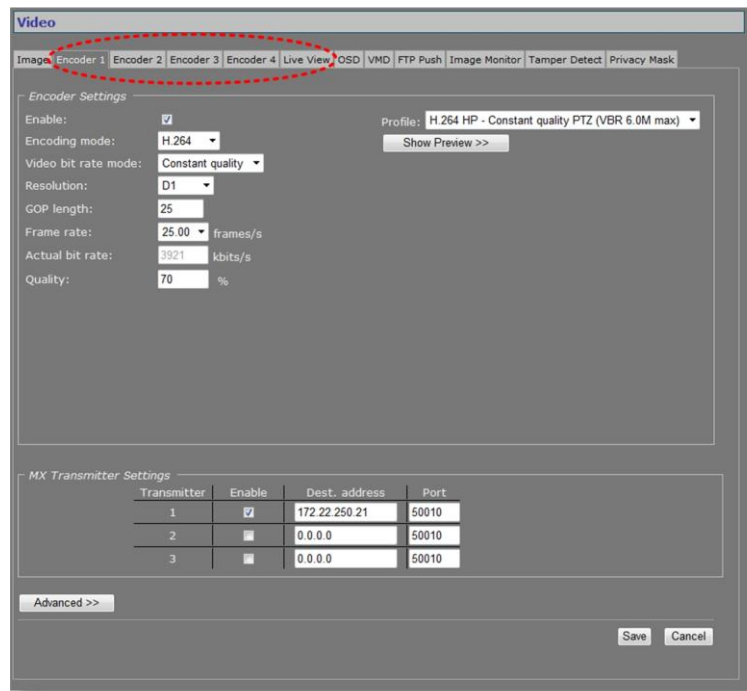 Video
Image Encoder 1 Encoder 2 Encoder 3 Encoder 4 Live View OSD VMD FTP Push Image Monitor Tamper Detect Privacy Mask
Encoder Settings
Enable:
Profile: H.264 HP - Constant quality PTZ (VBR 6.0M max)
Encoding mode: H.264
Show Preview >>
Video bit rate mode: Constant quality
Resolution: D1
GOP length: 25
Frame rate: 25.00 frames/s
Actual bit rate: 3921 kbits/s
Quality: 70 %
MX Transmitter Settings
Transmitter Enable Dest. address Port
1 172.22.250.21 50010
2 0.0.0.0 50010
3 0.0.0.0 50010
Advanced >>
Save Cancel